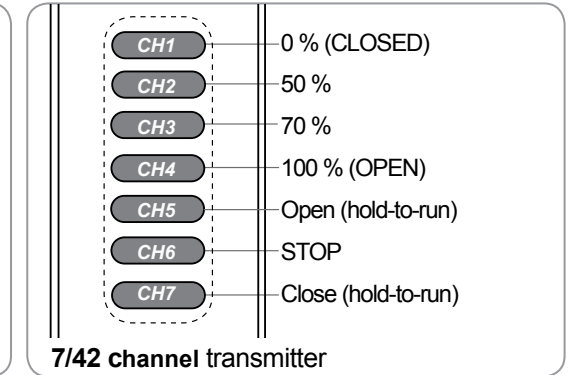 CH1 0 % (CLOSED)
CH2 50 %
CH3 70 %
CH4 100 % (OPEN)
CH5 Open (hold-to-run)
CH6 STOP
CH7 Close (hold-to-run)
7/42 channel transmitter